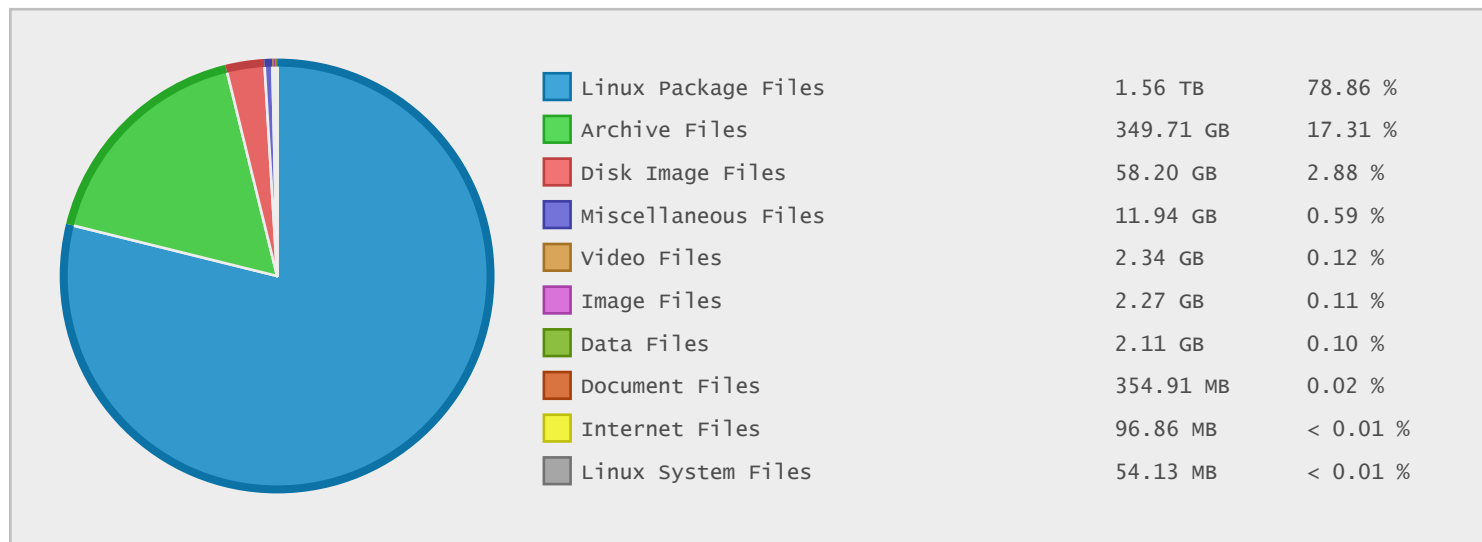 Linux Package Files 1.56 TB 78.86 %
Archive Files 349.71 GB 17.31 %
Disk Image Files 58.20 GB 2.88 %
Miscellaneous Files 11.94 GB 0.59 %
Video Files 2.34 GB 0.12 %
Image Files 2.27 GB 0.11 %
Data Files 2.11 GB 0.10 %
Document Files 354.91 MB 0.02 %
Internet Files 96.86 MB < 0.01 %
Linux System Files 54.13 MB < 0.01 %